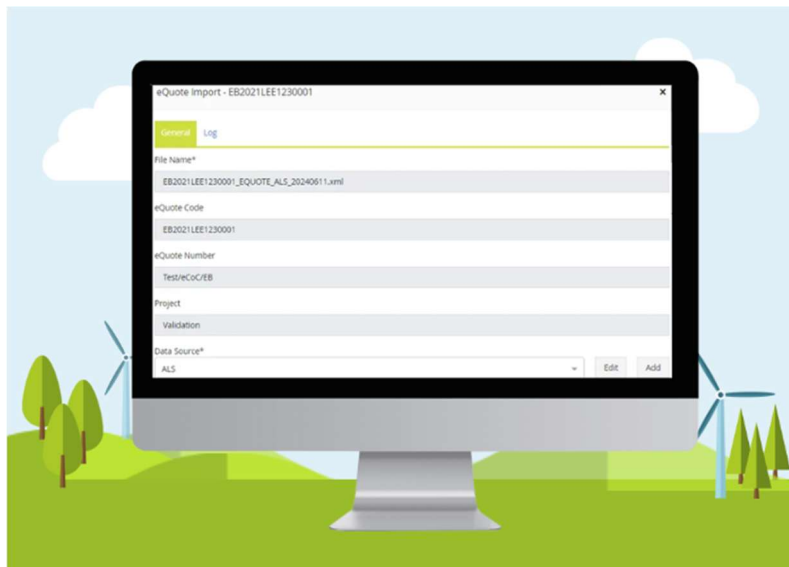 eQuote Import - EB2021LEE1230001 ×
General Log
File Name*
EB2021LEE1230001_EQUOTE_ALS_20240611.xml
eQuote Code
EB2021LEE1230001
eQuote Number
Test/eCoC/EB
Project
Validation
Data Source*
ALS Edit Add